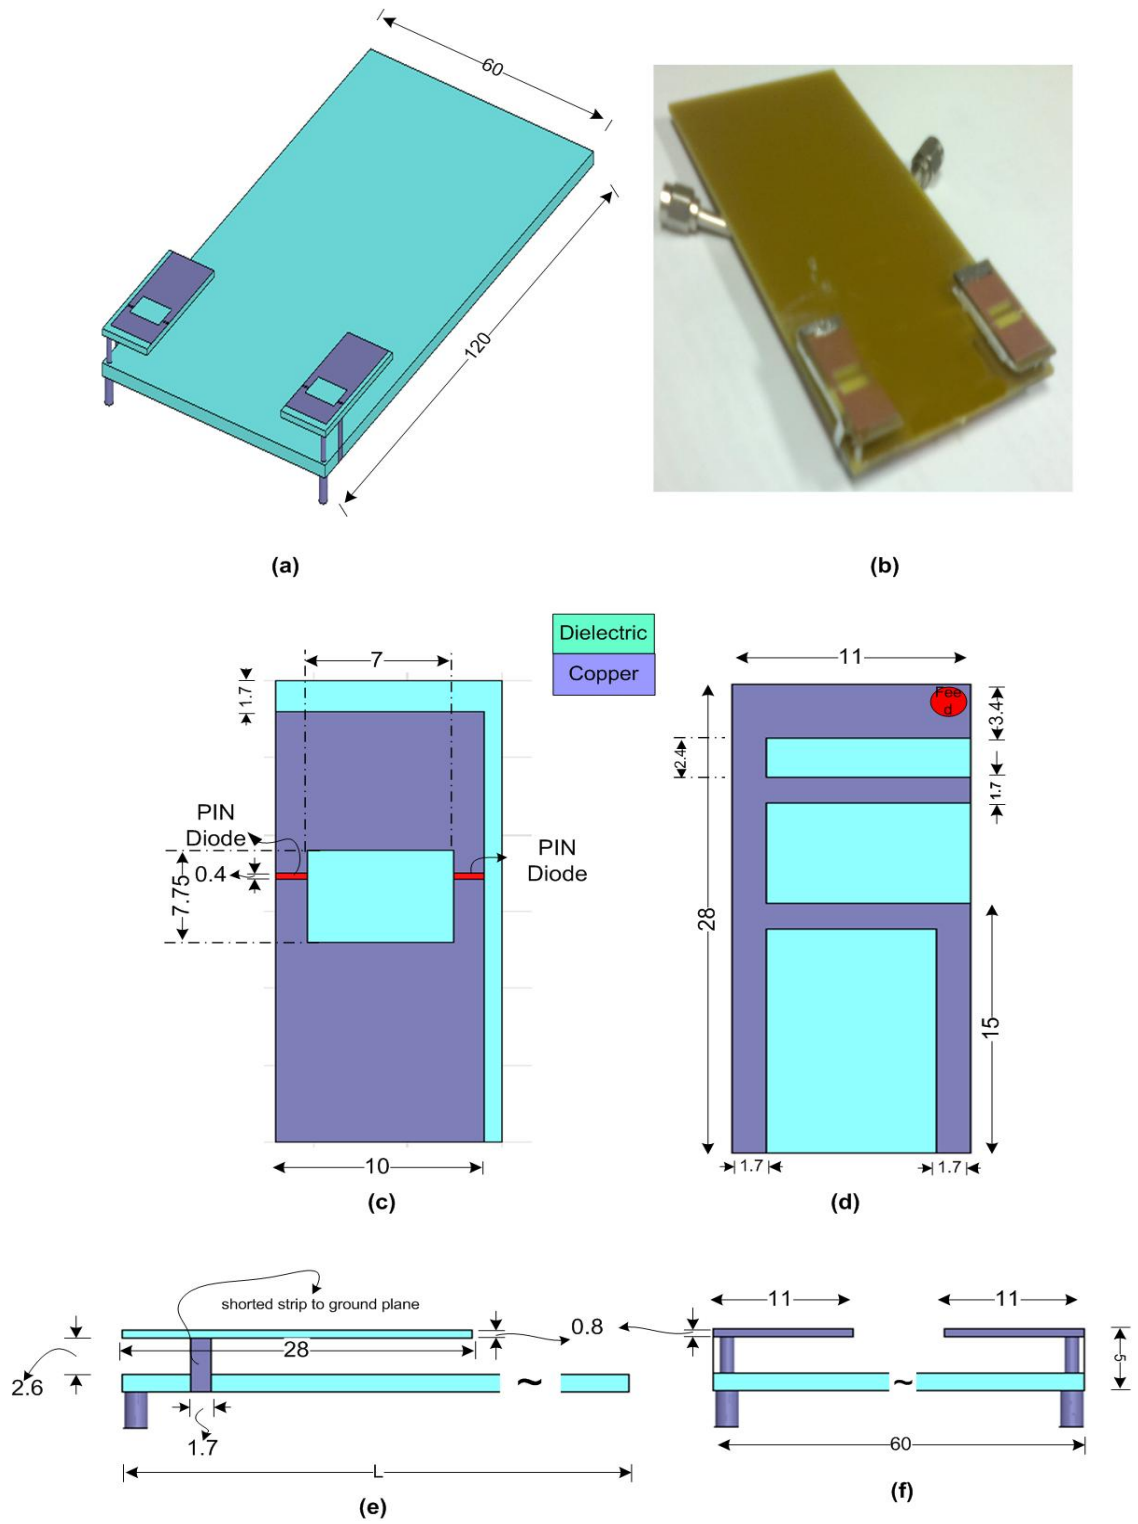 60
120
(a)
(b)
Dielectric
Copper
7
1.7
PIN
Diode
0.4
7.75
PIN
Diode
10
(c)
11
Fee
d
3.4
2.4
1.7
28
15
1.7
1.7
(d)
shorted strip to ground plane
28
0.8
2.6
1.7
L
(e)
11
11
5
60
(f)
~
~